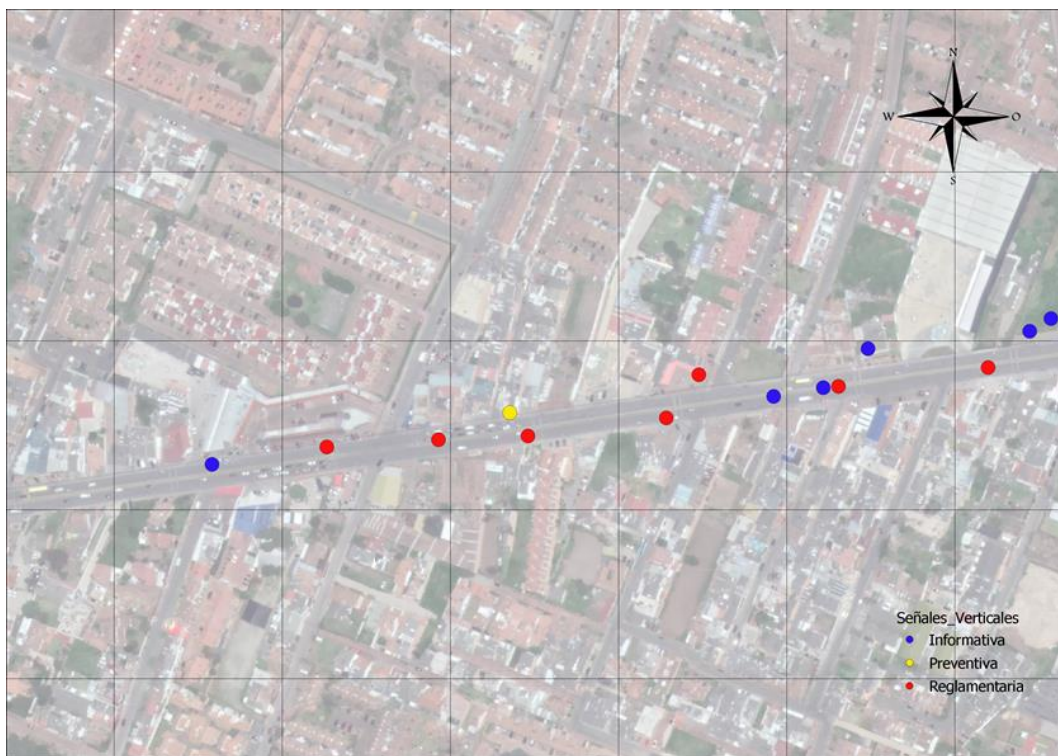 N
W
O
S
Señales_Verticales
Informativa
Preventiva
Reglamentaria